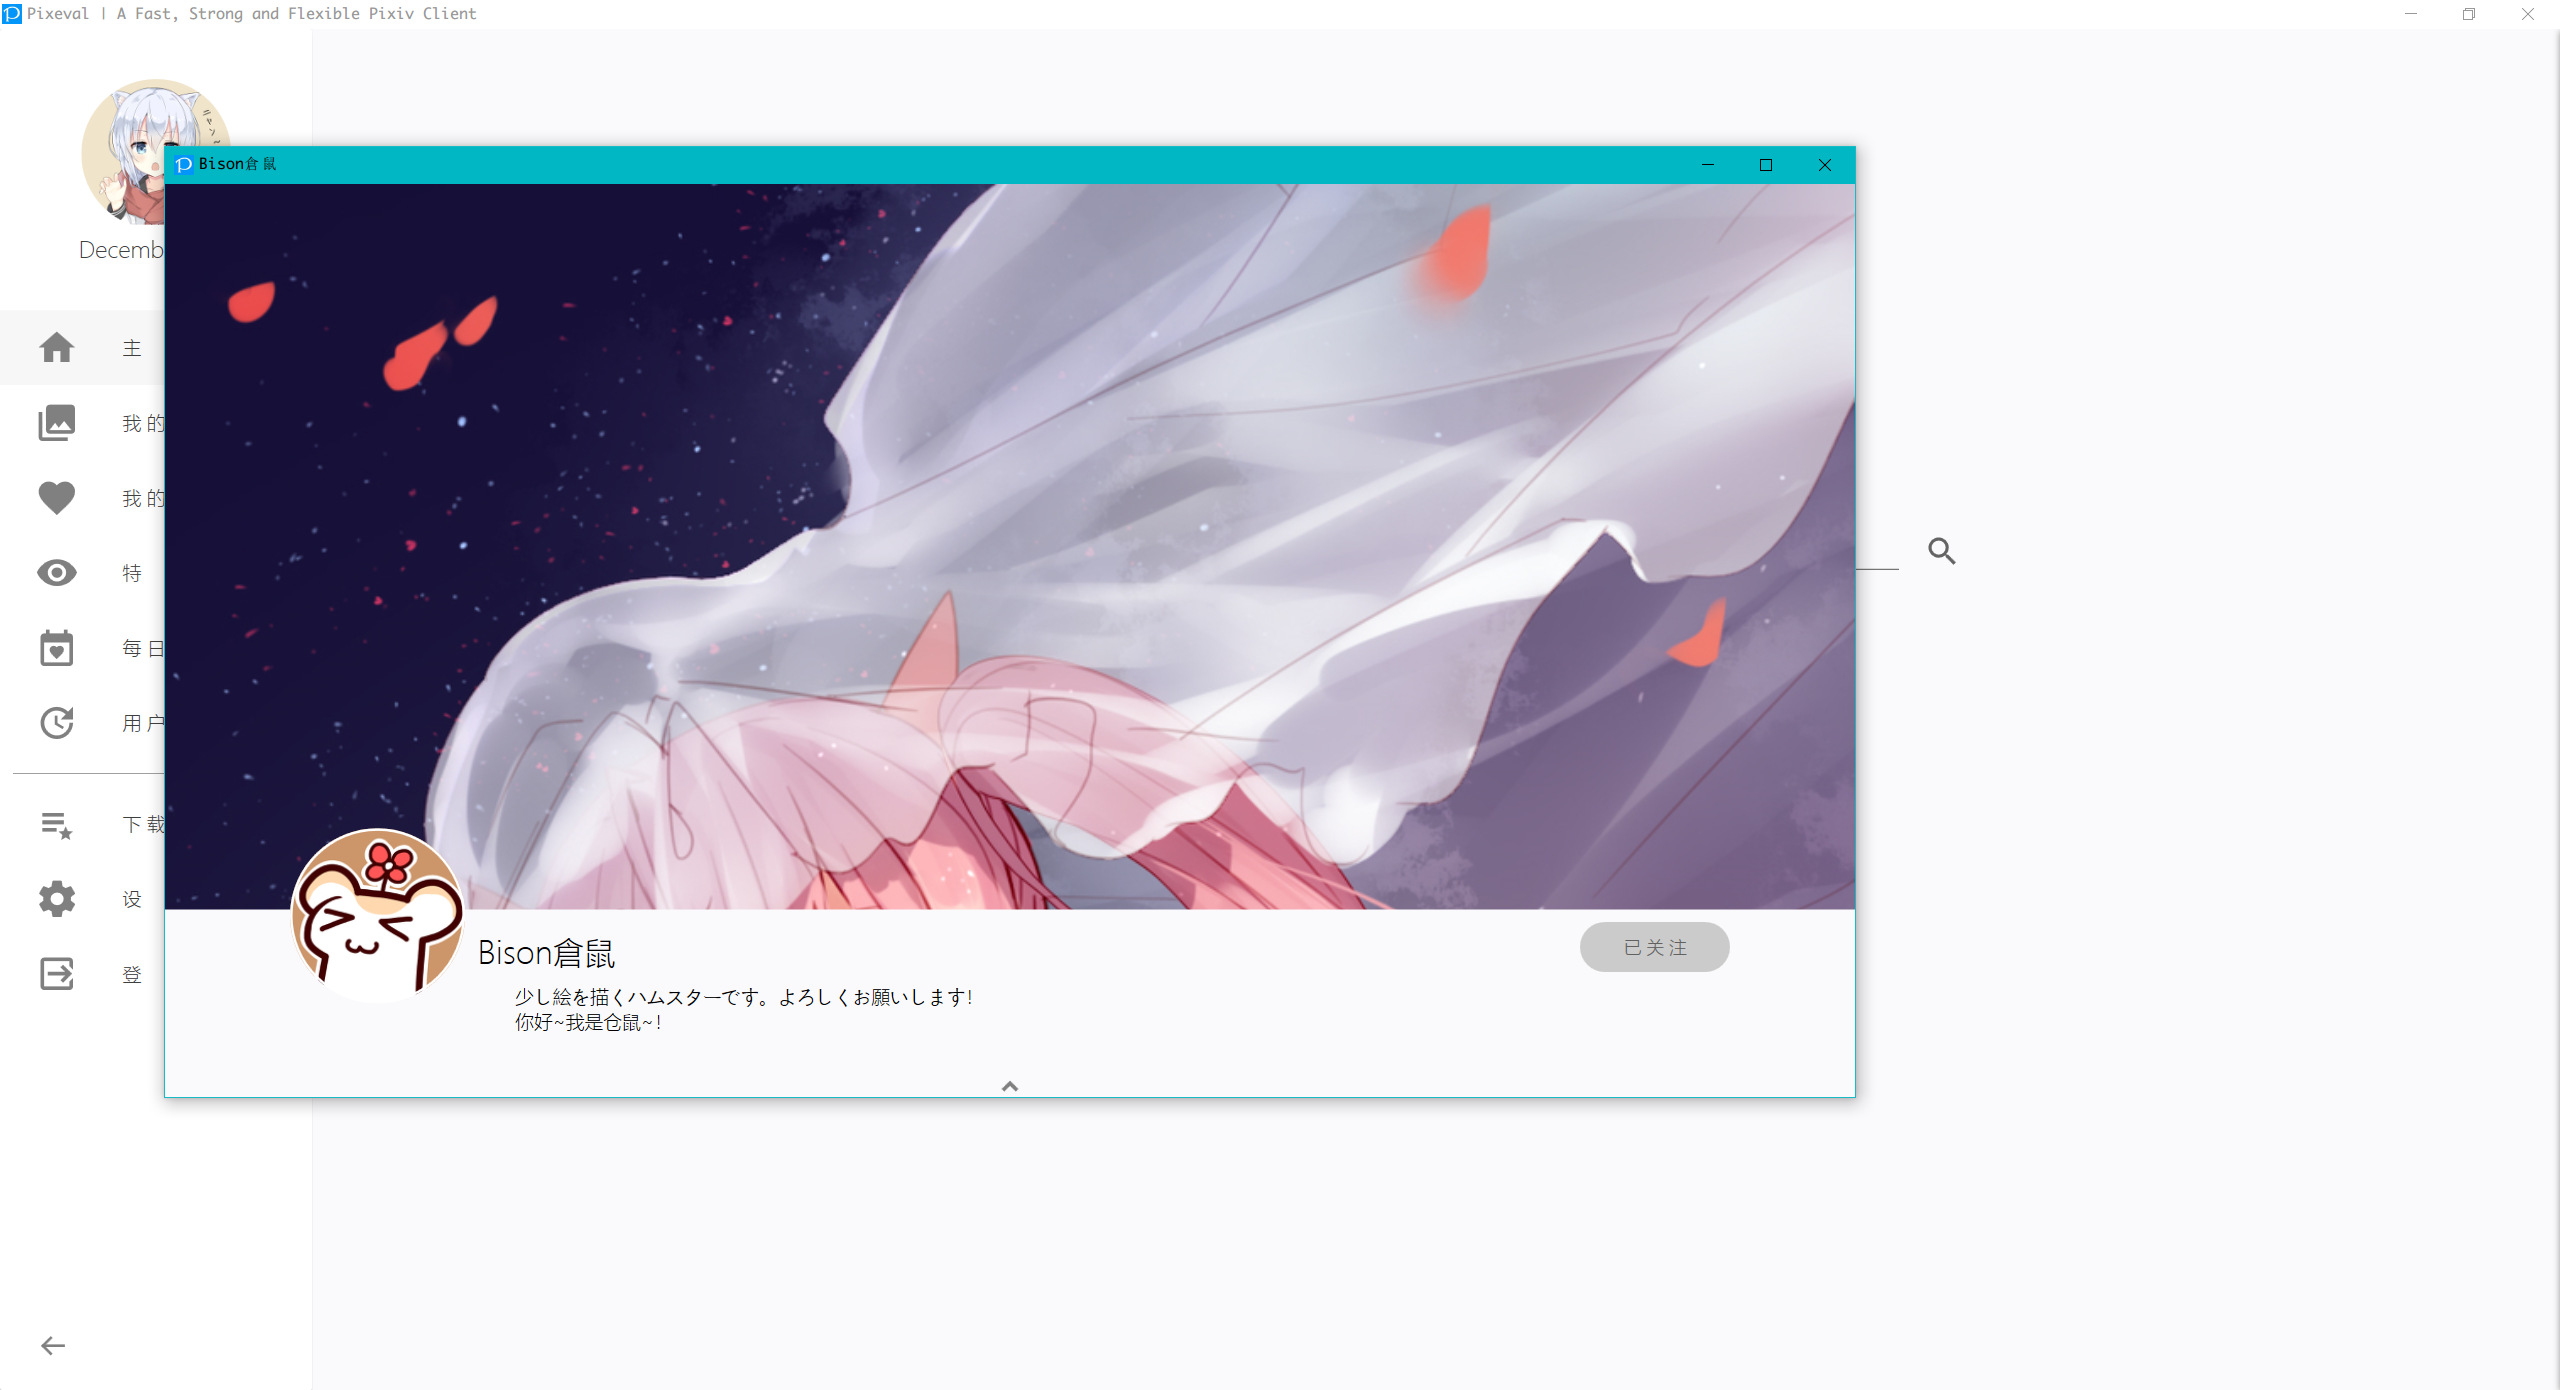 Pixeval | A Fast, Strong and Flexible Pixiv Client
Decemb
主
我的
我的
特
每日
用户
下载
设
登
Bison倉鼠
Bison倉鼠
已关注
少し絵を描くハムスターです。よろしくお願いします!
你好~我是仓鼠~!